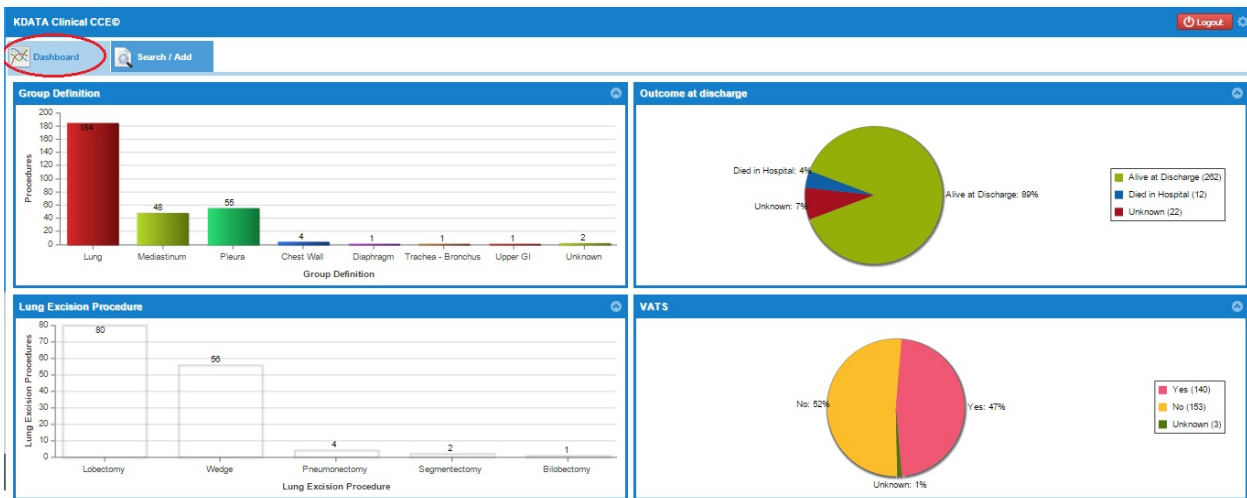 KDATA Clinical CCE©
Logout
Dashboard
Search / Add
Group Definition
200
180
160
140
120
100
80
60
40
20
0
Procedures
184
48
55
4
1
1
1
2
Lung
Mediastinum
Pleura
Chest Wall
Diaphragm
Trachea - Bronchus
Upper GI
Unknown
Group Definition
Outcome at discharge
Died in Hospital: 4%
Unknown: 7%
Alive at Discharge: 89%
Alive at Discharge (262)
Died in Hospital (12)
Unknown (22)
Lung Excision Procedure
80
70
60
50
40
30
20
10
0
Lung Excision Procedures
80
56
4
2
1
Lobectomy
Wedge
Pneumonectomy
Segmentectomy
Bilobectomy
Lung Excision Procedure
VATS
No: 52%
Yes: 47%
Unknown: 1%
Yes (140)
No (153)
Unknown (3)